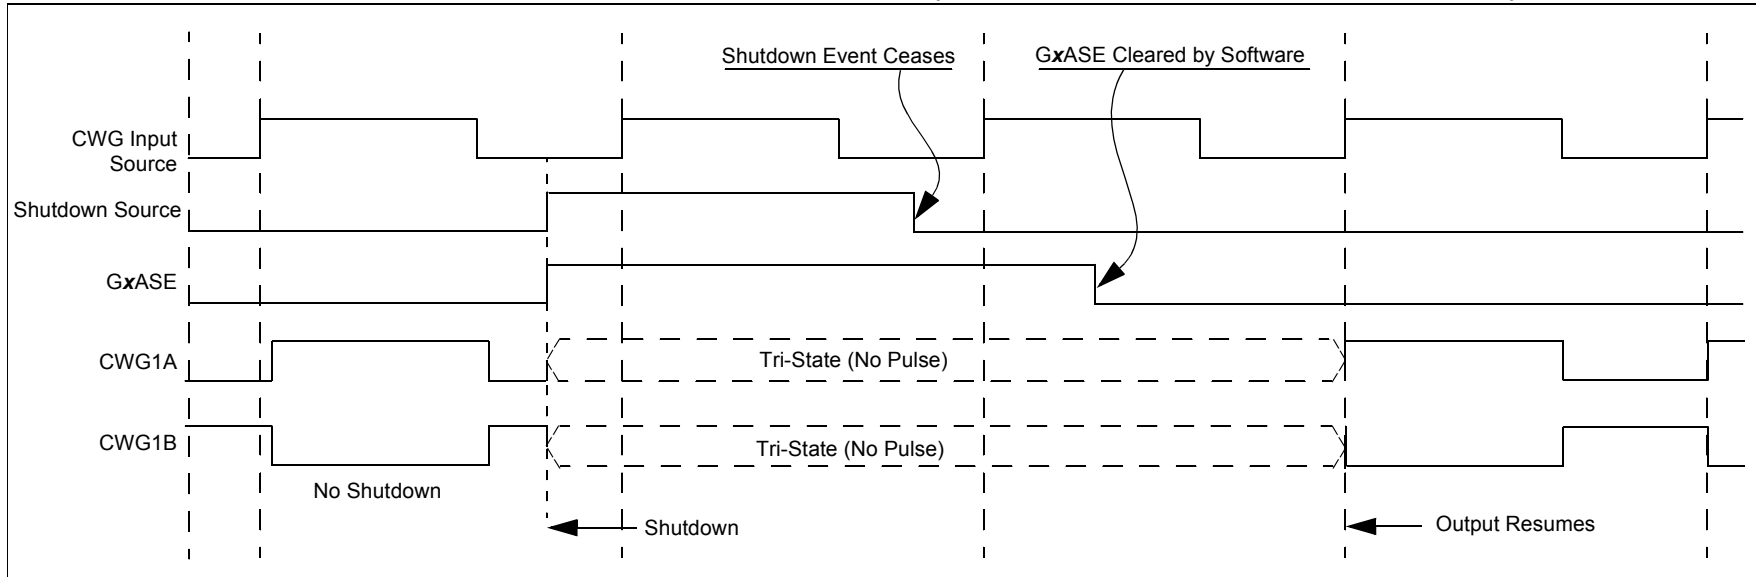 Shutdown Event Ceases
GxASE Cleared by Software
CWG Input
Source
Shutdown Source
GxASE
CWG1A
Tri-State (No Pulse)
CWG1B
Tri-State (No Pulse)
No Shutdown
Shutdown
Output Resumes